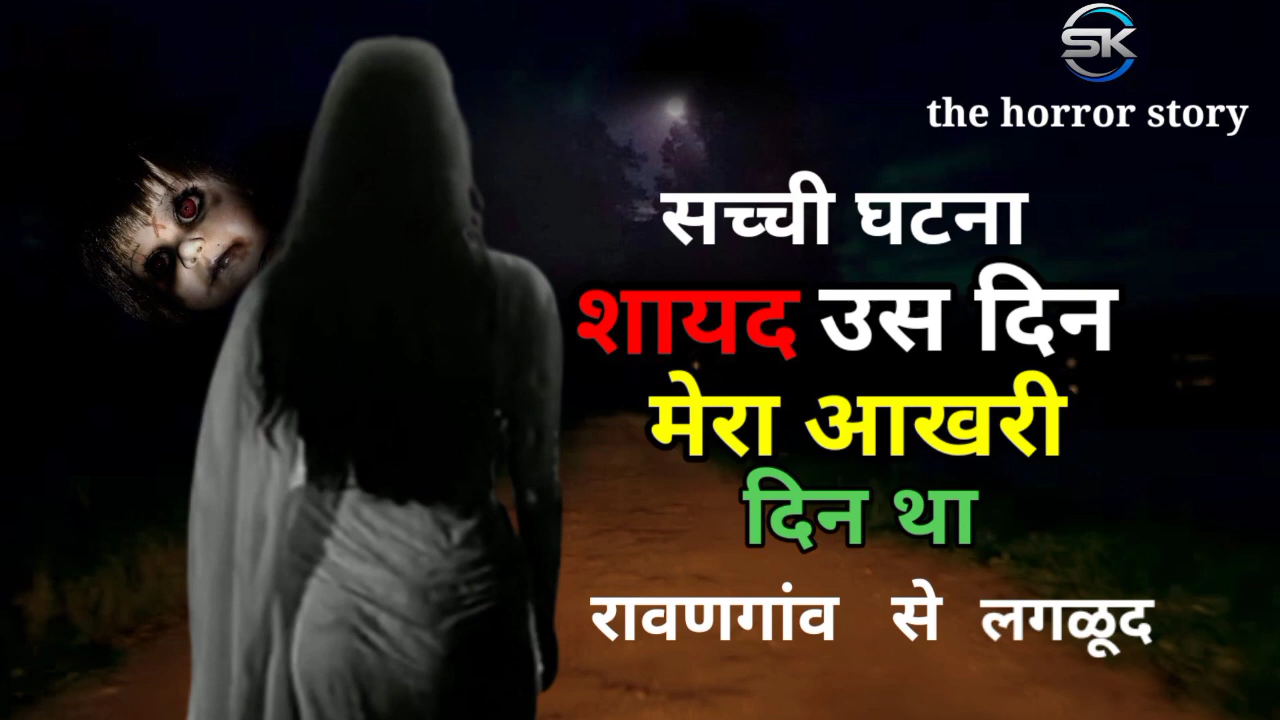 SK
the horror story
सच्ची घटना
शायद उस दिन
मेरा आखरी
दिन था
रावणगांव से लगळूद